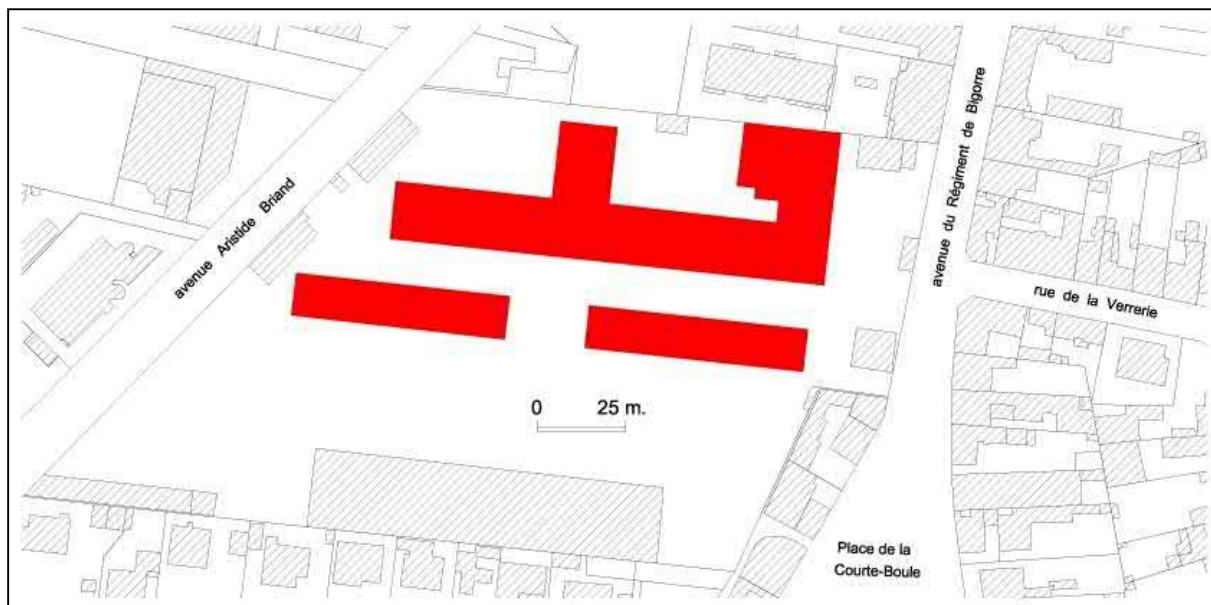 avenue Aristide Briand
avenue du Régiment de Bigorre
rue de la Verrerie
0 25 m.
Place de la
Courte-Boule